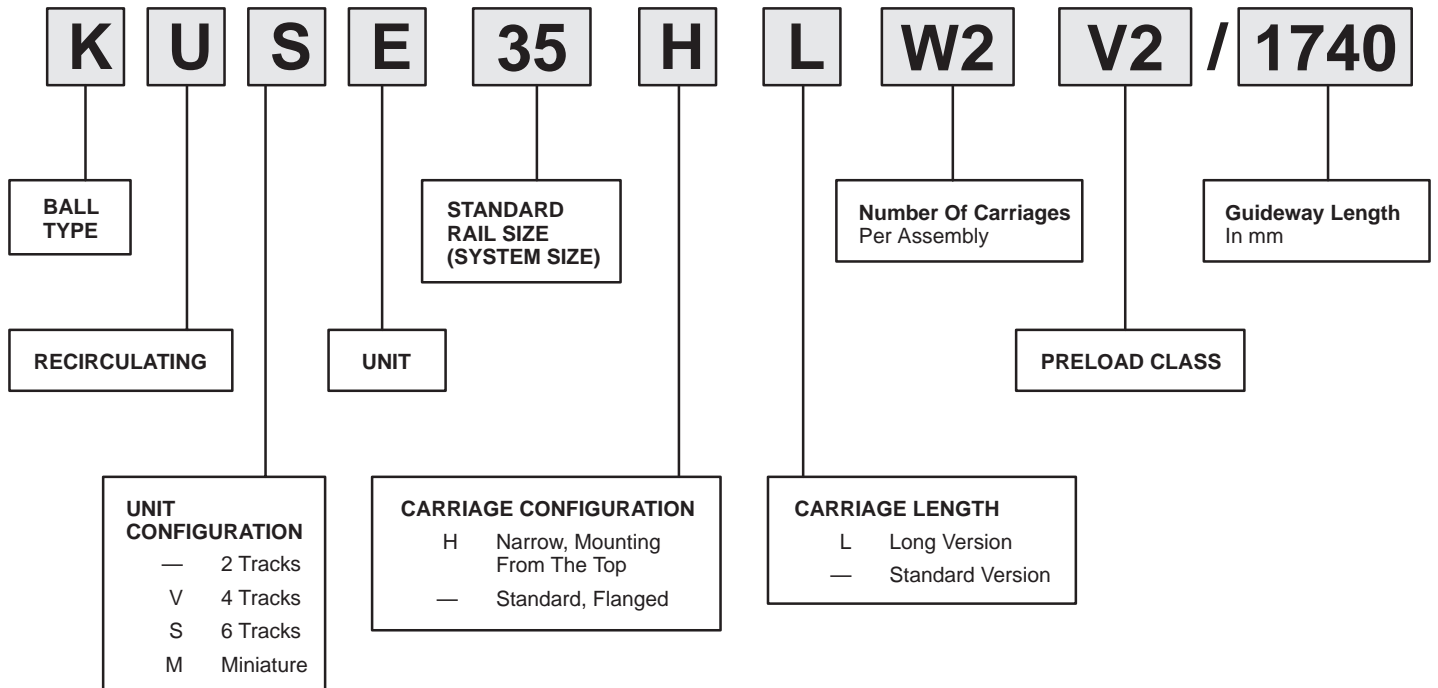 K U S E 35 H L W2 V2 / 1740
BALL
TYPE
STANDARD
RAIL SIZE
(SYSTEM SIZE)
Number Of Carriages
Per Assembly
Guideway Length
In mm
RECIRCULATING
UNIT
PRELOAD CLASS
UNIT
CONFIGURATION
— 2 Tracks
V 4 Tracks
S 6 Tracks
M Miniature
CARRIAGE CONFIGURATION
H Narrow, Mounting
From The Top
— Standard, Flanged
CARRIAGE LENGTH
L Long Version
— Standard Version